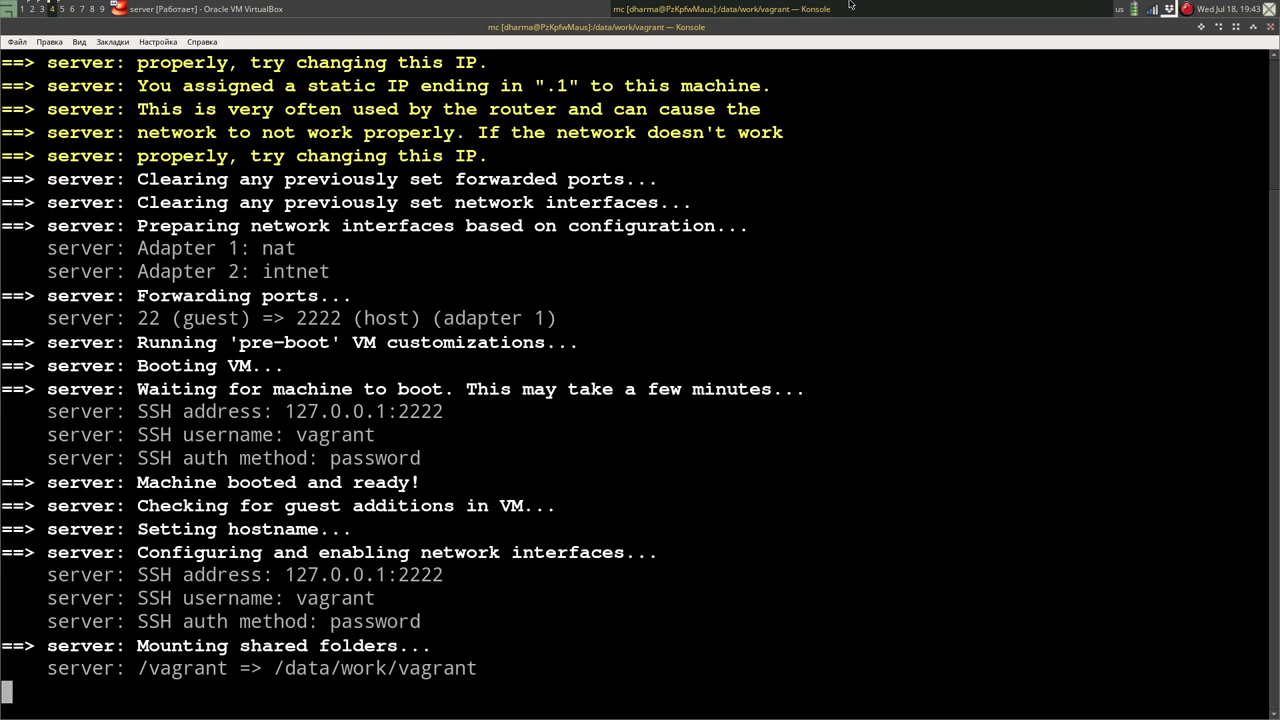 1 2 3 4 5 6 7 8 9 server [Работает] - Oracle VM VirtualBox mc [dharma@PzKpfwMaus]:/data/work/vagrant — Konsole us Wed Jul 18, 19:43
mc [dharma@PzKpfwMaus]:/data/work/vagrant — Konsole
Файл Правка Вид Закладки Настройка Справка
==> server: properly, try changing this IP.
==> server: You assigned a static IP ending in ".1" to this machine.
==> server: This is very often used by the router and can cause the
==> server: network to not work properly. If the network doesn't work
==> server: properly, try changing this IP.
==> server: Clearing any previously set forwarded ports...
==> server: Clearing any previously set network interfaces...
==> server: Preparing network interfaces based on configuration...
server: Adapter 1: nat
server: Adapter 2: intnet
==> server: Forwarding ports...
server: 22 (guest) => 2222 (host) (adapter 1)
==> server: Running 'pre-boot' VM customizations...
==> server: Booting VM...
==> server: Waiting for machine to boot. This may take a few minutes...
server: SSH address: 127.0.0.1:2222
server: SSH username: vagrant
server: SSH auth method: password
==> server: Machine booted and ready!
==> server: Checking for guest additions in VM...
==> server: Setting hostname...
==> server: Configuring and enabling network interfaces...
server: SSH address: 127.0.0.1:2222
server: SSH username: vagrant
server: SSH auth method: password
==> server: Mounting shared folders...
server: /vagrant => /data/work/vagrant